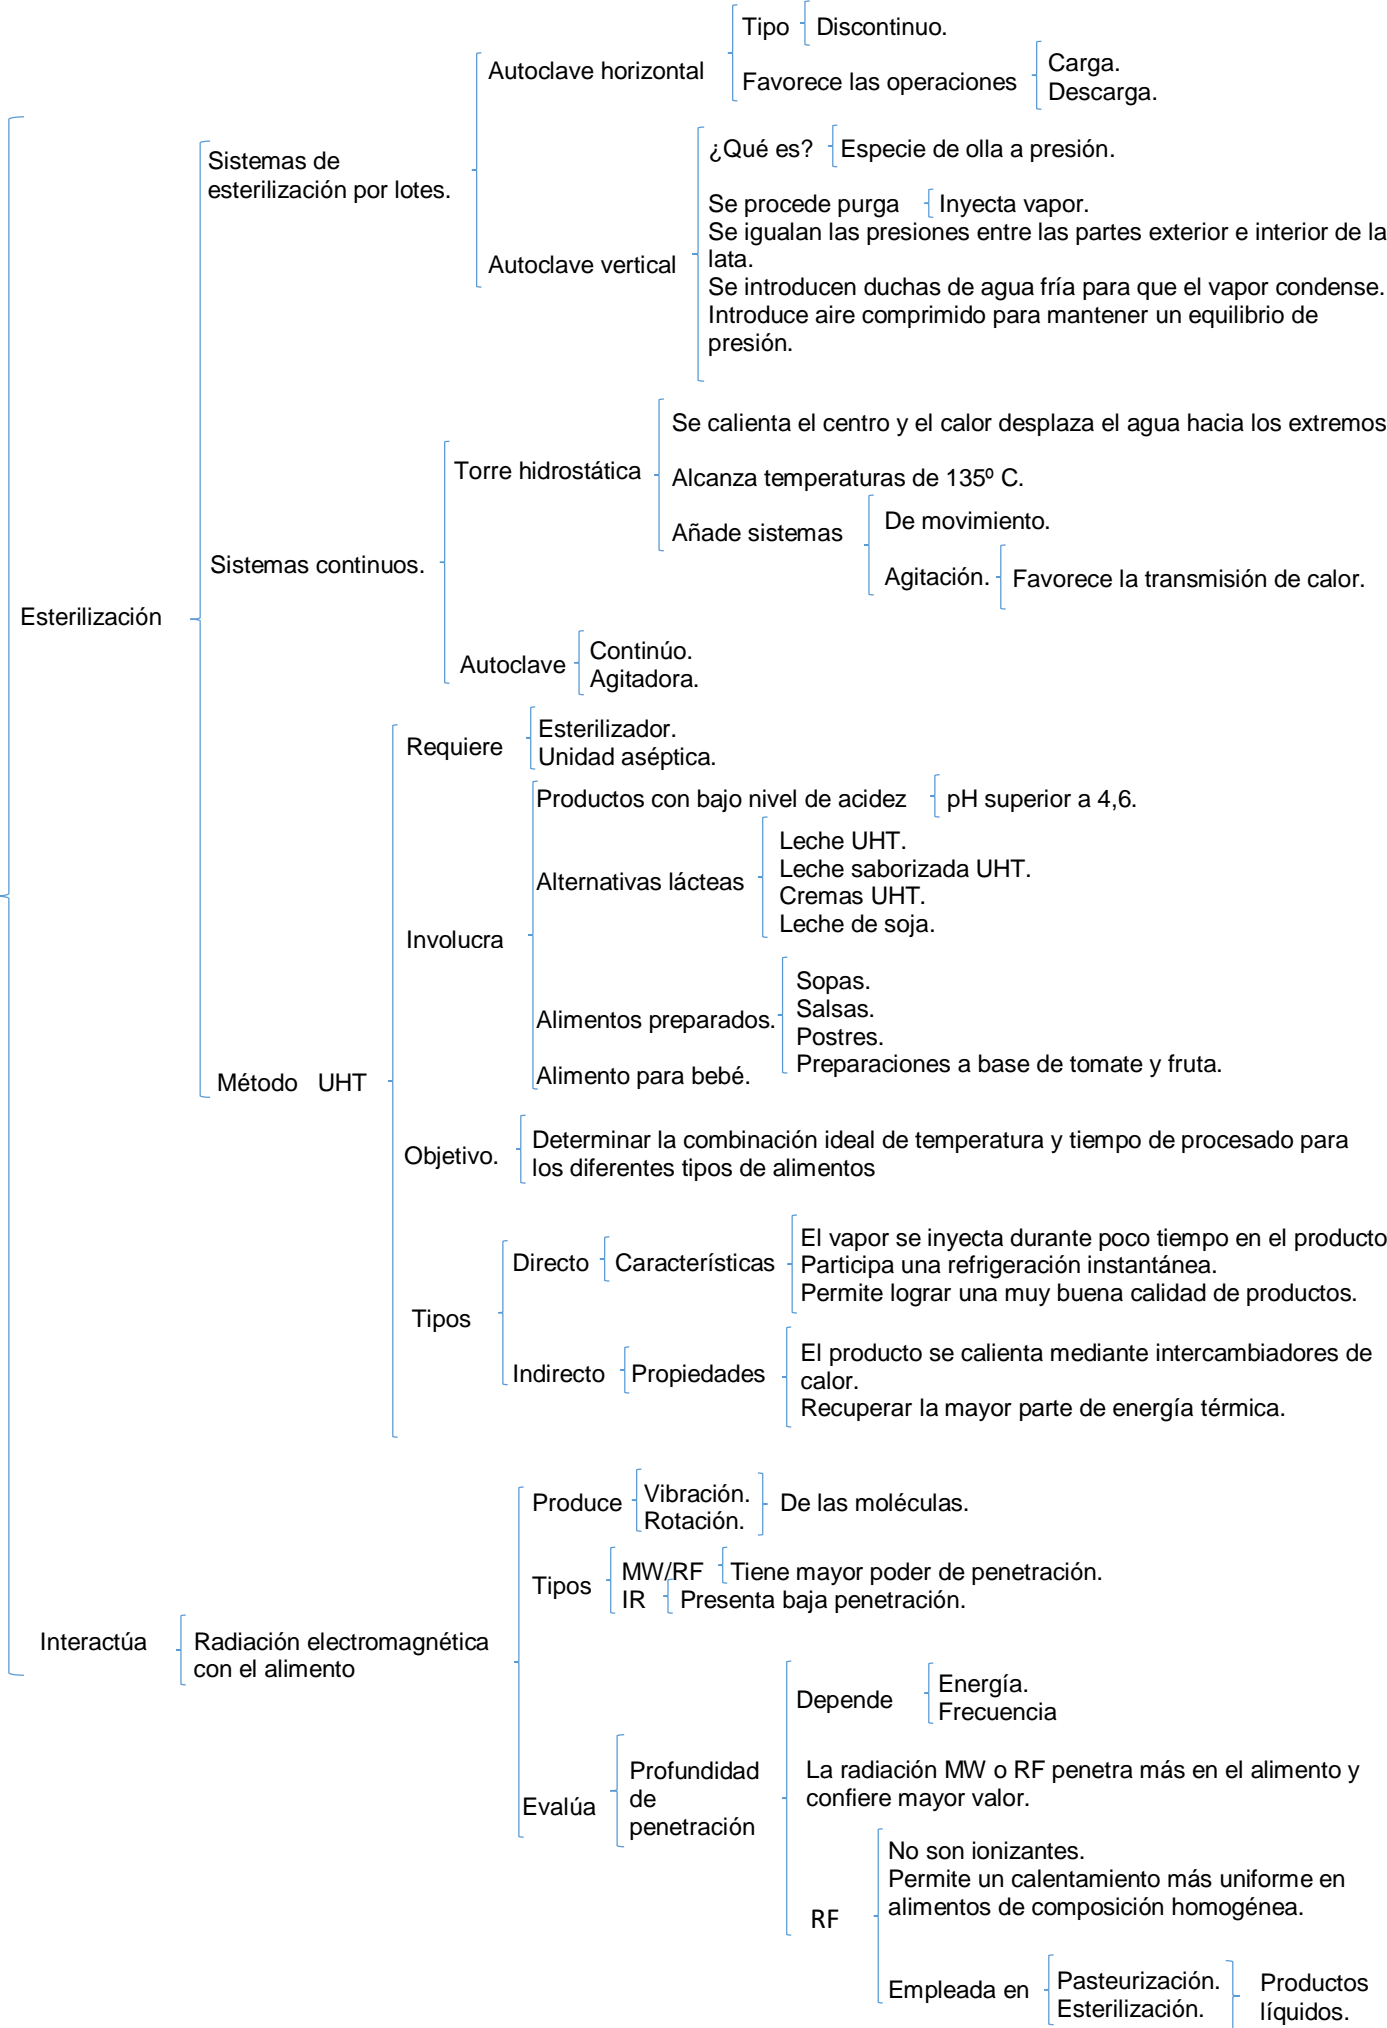 Tipo
Discontinuo.
Autoclave horizontal
Favorece las operaciones
Carga.
Descarga.
Sistemas de
esterilización por lotes.
¿Qué es?
Especie de olla a presión.
Se procede purga
Inyecta vapor.
Se igualan las presiones entre las partes exterior e interior de la
lata.
Autoclave vertical
Se introducen duchas de agua fría para que el vapor condense.
Introduce aire comprimido para mantener un equilibrio de
presión.
Se calienta el centro y el calor desplaza el agua hacia los extremos
Torre hidrostática
Alcanza temperaturas de 135º C.
Añade sistemas
De movimiento.
Agitación.
Favorece la transmisión de calor.
Sistemas continuos.
Esterilización
Autoclave
Continúo.
Agitadora.
Requiere
Esterilizador.
Unidad aséptica.
Productos con bajo nivel de acidez
pH superior a 4,6.
Alternativas lácteas
Leche UHT.
Leche saborizada UHT.
Cremas UHT.
Leche de soja.
Involucra
Alimentos preparados.
Sopas.
Salsas.
Postres.
Preparaciones a base de tomate y fruta.
Alimento para bebé.
Método UHT
Objetivo.
Determinar la combinación ideal de temperatura y tiempo de procesado para
los diferentes tipos de alimentos
Tipos
Directo
Características
El vapor se inyecta durante poco tiempo en el producto
Participa una refrigeración instantánea.
Permite lograr una muy buena calidad de productos.
Indirecto
Propiedades
El producto se calienta mediante intercambiadores de
calor.
Recuperar la mayor parte de energía térmica.
Produce
Vibración.
Rotación.
De las moléculas.
Tipos
MW/RF
Tiene mayor poder de penetración.
IR
Presenta baja penetración.
Interactúa
Radiación electromagnética
con el alimento
Depende
Energía.
Frecuencia
Evalúa
Profundidad
de
penetración
La radiación MW o RF penetra más en el alimento y
confiere mayor valor.
RF
No son ionizantes.
Permite un calentamiento más uniforme en
alimentos de composición homogénea.
Empleada en
Pasteurización.
Esterilización.
Productos
líquidos.